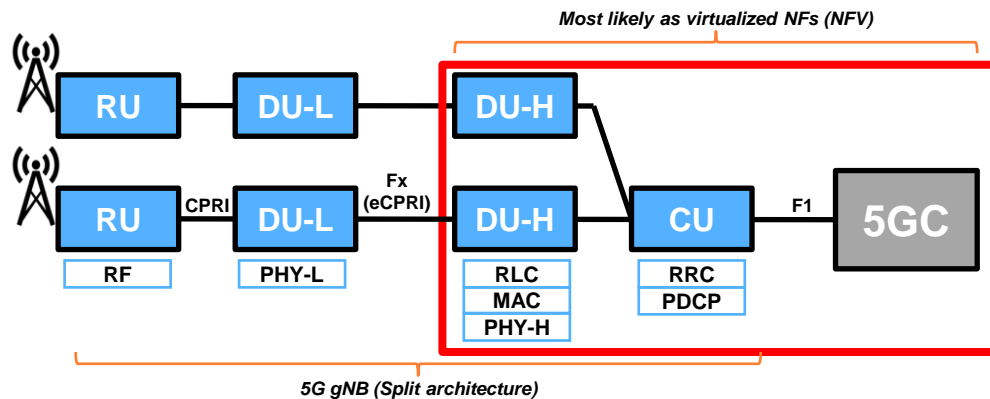 Most likely as virtualized NFs (NFV)
RU
DU-L
DU-H
RU
CPRI
DU-L
Fx
(eCPRI)
DU-H
CU
F1
5GC
RF
PHY-L
RLC
MAC
PHY-H
RRC
PDCP
5G gNB (Split architecture)